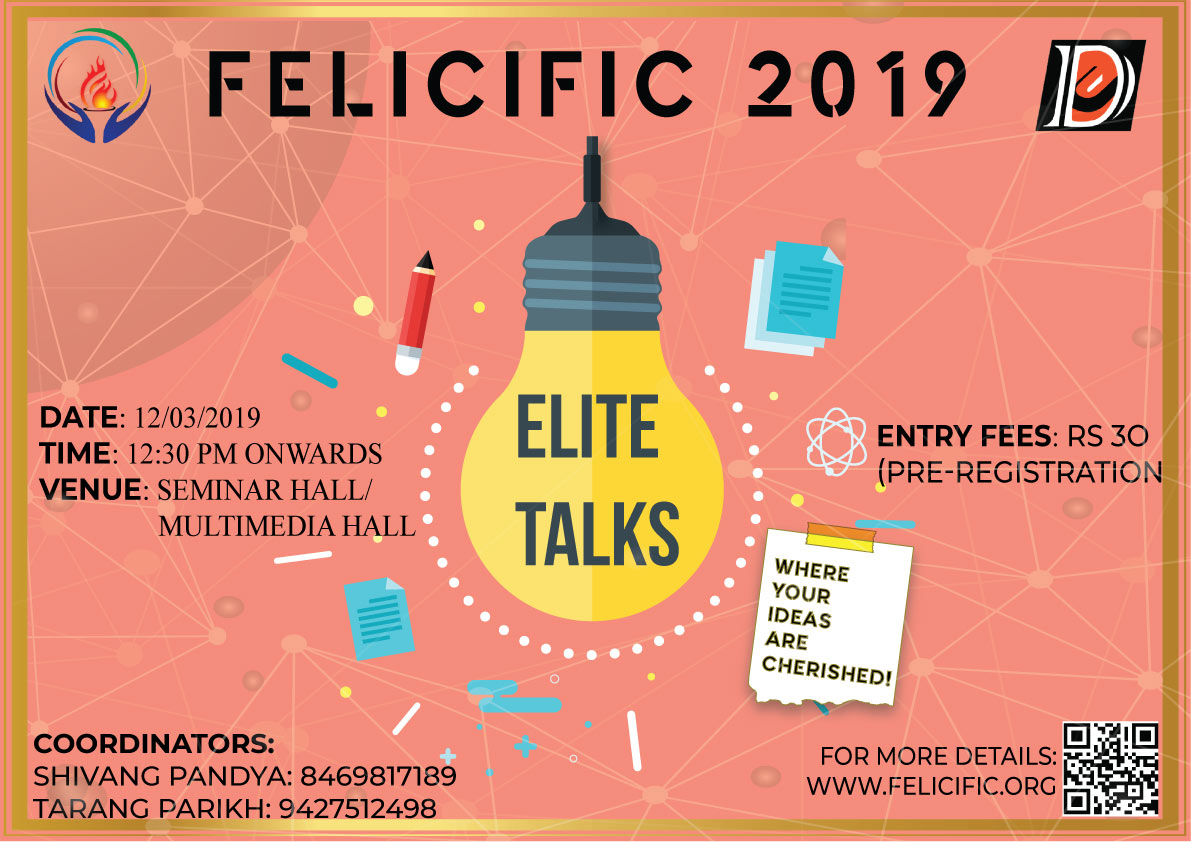 FELICIFIC 2019
ELITE
TALKS
DATE: 12/03/2019
TIME: 12:30 PM ONWARDS
VENUE: SEMINAR HALL/
MULTIMEDIA HALL
ENTRY FEES: RS 30
(PRE-REGISTRATION
WHERE
YOUR
IDEAS
ARE
CHERISHED!
COORDINATORS:
SHIVANG PANDYA: 8469817189
TARANG PARIKH: 9427512498
FOR MORE DETAILS:
WWW.FELICIFIC.ORG